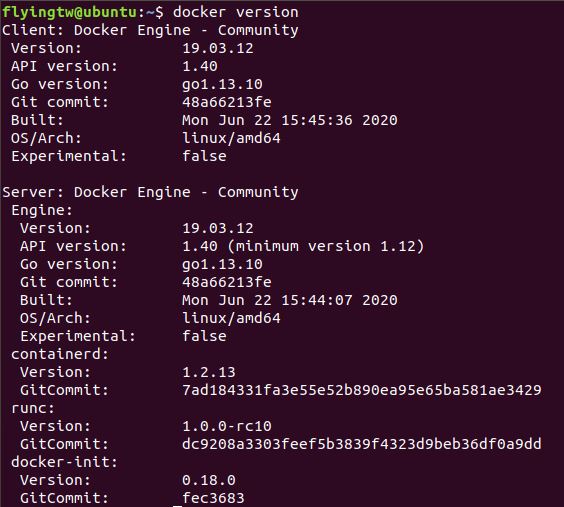 flyingtw@ubuntu:~$ docker version
Client: Docker Engine - Community
 Version:           19.03.12
 API version:       1.40
 Go version:        go1.13.10
 Git commit:        48a66213fe
 Built:             Mon Jun 22 15:45:36 2020
 OS/Arch:           linux/amd64
 Experimental:      false

Server: Docker Engine - Community
 Engine:
  Version:          19.03.12
  API version:      1.40 (minimum version 1.12)
  Go version:       go1.13.10
  Git commit:       48a66213fe
  Built:            Mon Jun 22 15:44:07 2020
  OS/Arch:          linux/amd64
  Experimental:     false
 containerd:
  Version:          1.2.13
  GitCommit:        7ad184331fa3e55e52b890ea95e65ba581ae3429
 runc:
  Version:          1.0.0-rc10
  GitCommit:        dc9208a3303feef5b3839f4323d9beb36df0a9dd
 docker-init:
  Version:          0.18.0
  GitCommit:        fec3683